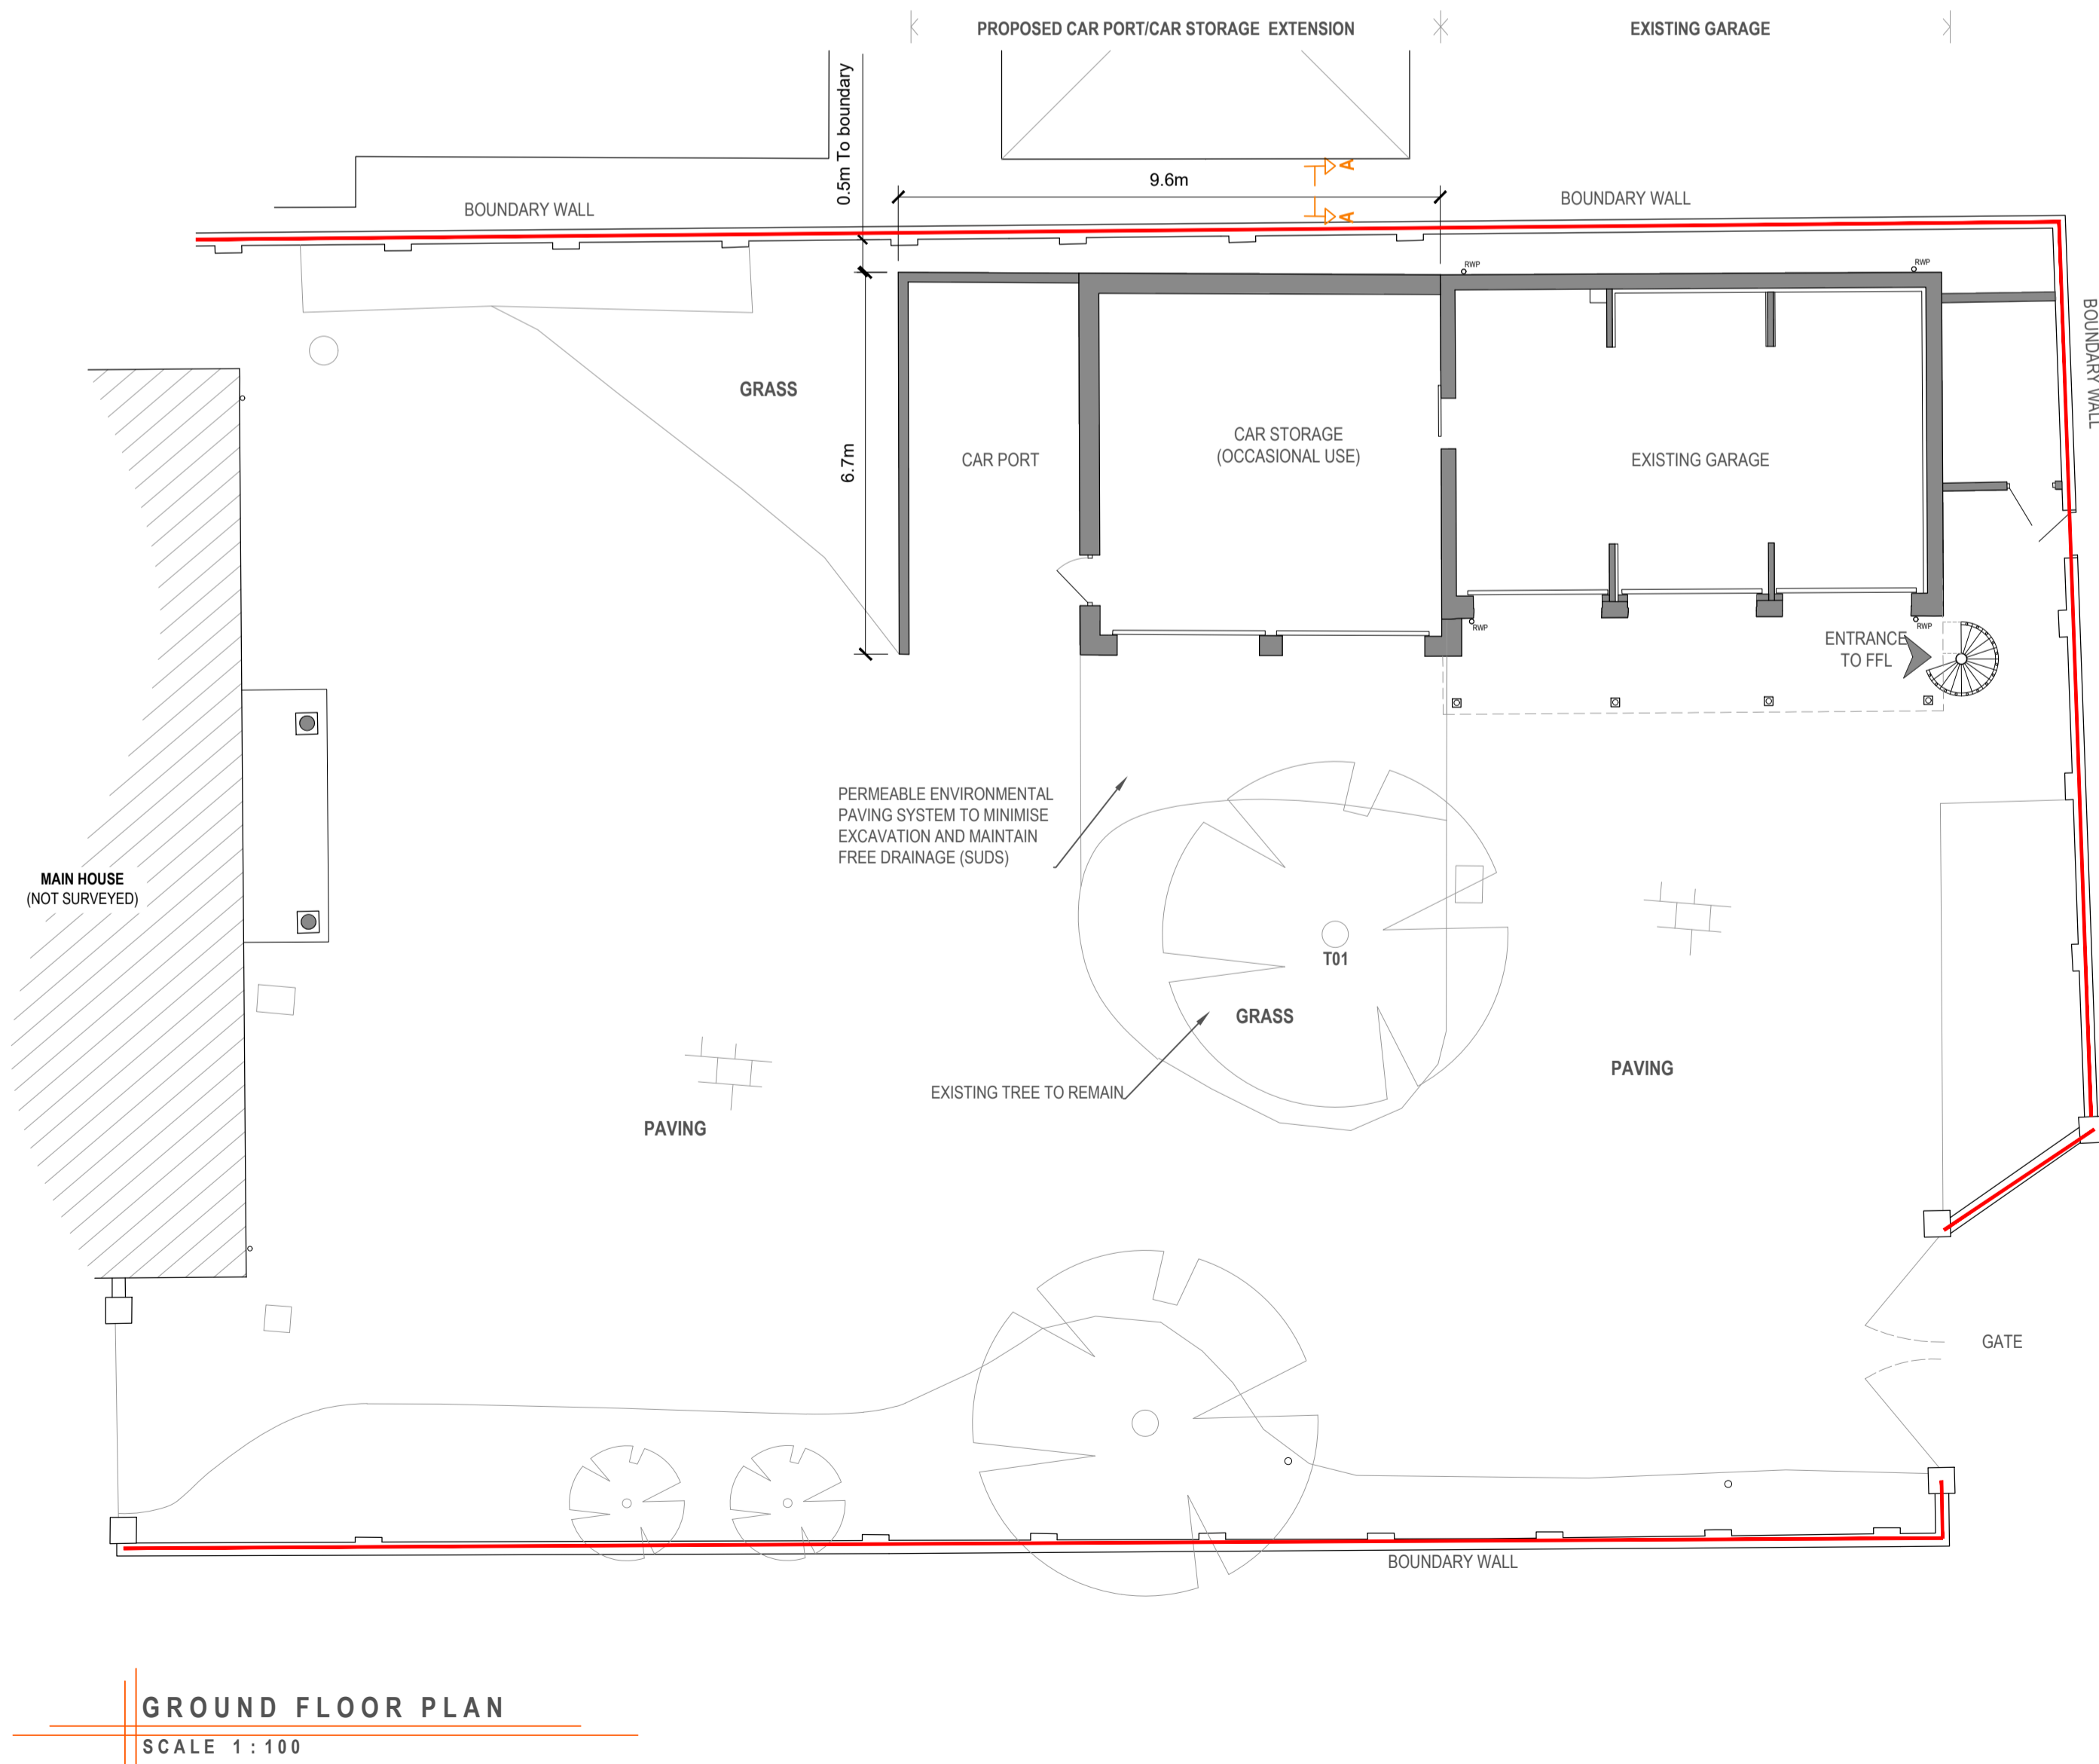 PROPOSED CAR PORT/CAR STORAGE EXTENSION
EXISTING GARAGE
0.5m To boundary
A
9.6m
A
BOUNDARY WALL
BOUNDARY WALL
RWP
RWP
BOUNDARY WALL
GRASS
6.7m
CAR PORT
CAR STORAGE
(OCCASIONAL USE)
EXISTING GARAGE
RWP
RWP
ENTRANCE
TO FFL
PERMEABLE ENVIRONMENTAL
PAVING SYSTEM TO MINIMISE
EXCAVATION AND MAINTAIN
FREE DRAINAGE (SUDS)
MAIN HOUSE
(NOT SURVEYED)
T01
GRASS
EXISTING TREE TO REMAIN
PAVING
PAVING
GATE
BOUNDARY WALL
GROUND FLOOR PLAN
SCALE 1:100